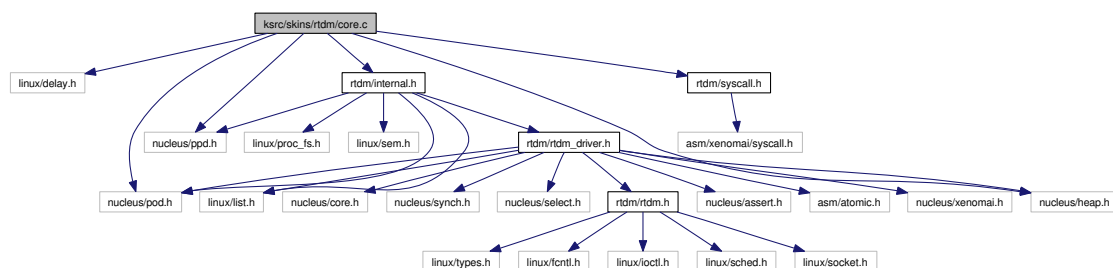 ksrc/skins/rtdm/core.c
linux/delay.h
rtdm/internal.h
rtdm/syscall.h
nucleus/ppd.h
linux/proc_fs.h
linux/sem.h
rtdm/rtdm_driver.h
asm/xenomai/syscall.h
nucleus/pod.h
linux/list.h
nucleus/core.h
nucleus/synch.h
nucleus/select.h
rtdm/rtdm.h
nucleus/assert.h
asm/atomic.h
nucleus/xenomai.h
nucleus/heap.h
linux/types.h
linux/fcntl.h
linux/ioctl.h
linux/sched.h
linux/socket.h